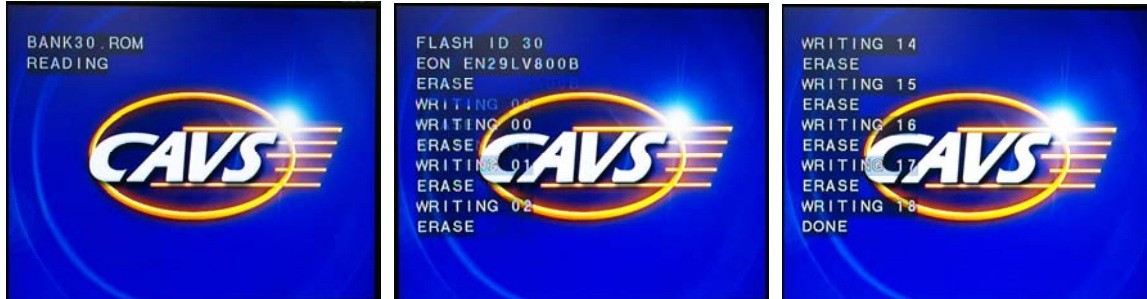 BANK30.ROM
READING
CAVS
FLASH ID 30
EON EN29LV800B
ERASE
WRITING 00
WRITING 00
ERASE
WRITING 01
ERASE
WRITING 02
ERASE
CAVS
WRITING 14
ERASE
WRITING 15
ERASE
WRITING 16
ERASE
WRITING 17
ERASE
WRITING 18
DONE
CAVS